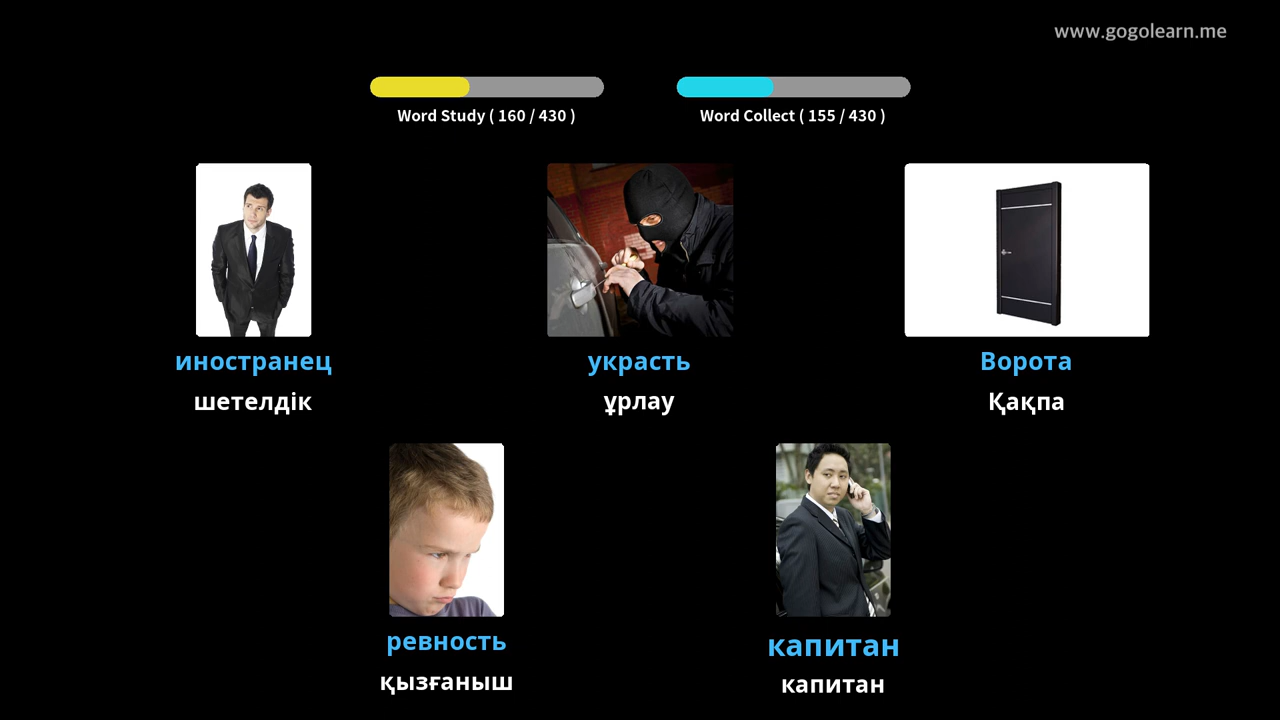 www.gogolearn.me
Word Study ( 160 / 430 )
Word Collect ( 155 / 430 )
иностранец
украсть
Ворота
шетелдік
ұрлау
Қақпа
ревность
капитан
қызғаныш
капитан